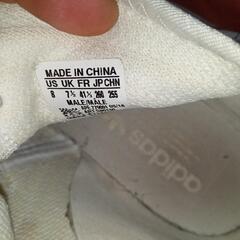 MADE IN CHINA
US UK FR JP CHN
8 7½ 41⅓ 260 255
MALE/MALE
adidas